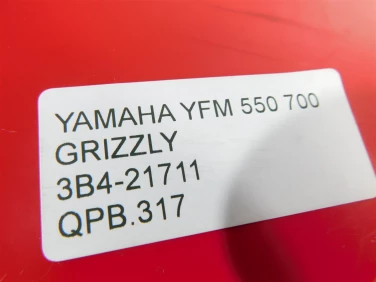 YAMAHA YFM 550 700
GRIZZLY
3B4-21711
QPB.317